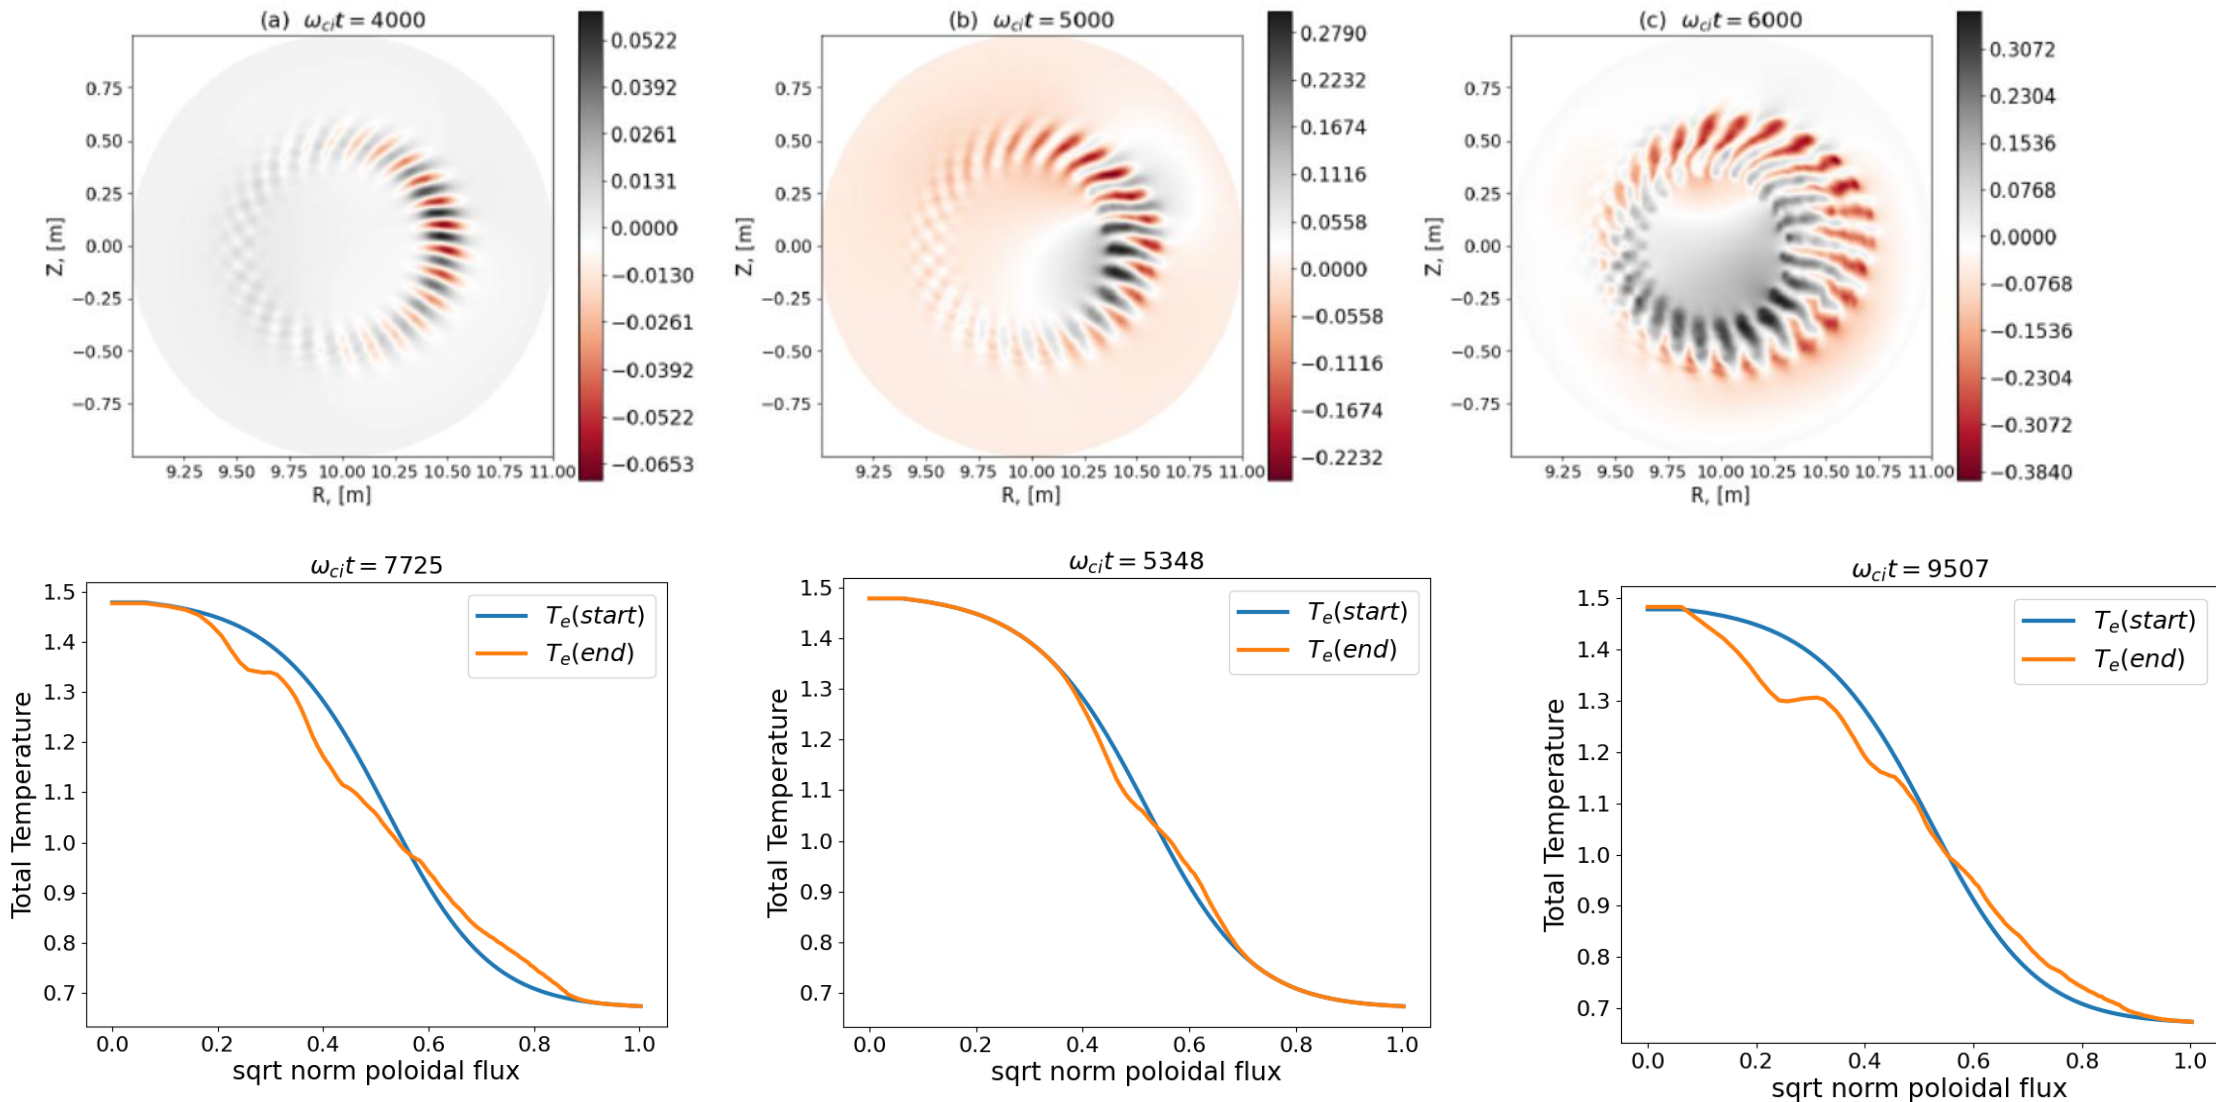 (a) ω_ci t = 4000
0.0522
0.0392
0.0261
0.0131
0.0000
−0.0130
−0.0261
−0.0392
−0.0522
−0.0653
0.75
0.50
0.25
0.00
−0.25
−0.50
−0.75
Z, [m]
9.25 9.50 9.75 10.00 10.25 10.50 10.75 11.00
R, [m]
(b) ω_ci t = 5000
0.2790
0.2232
0.1674
0.1116
0.0558
0.0000
−0.0558
−0.1116
−0.1674
−0.2232
0.75
0.50
0.25
0.00
−0.25
−0.50
−0.75
Z, [m]
9.25 9.50 9.75 10.00 10.25 10.50 10.75 11.00
R, [m]
(c) ω_ci t = 6000
0.3072
0.2304
0.1536
0.0768
0.0000
−0.0768
−0.1536
−0.2304
−0.3072
−0.3840
0.75
0.50
0.25
0.00
−0.25
−0.50
−0.75
Z, [m]
9.25 9.50 9.75 10.00 10.25 10.50 10.75 11.00
R, [m]
ω_ci t = 7725
T_e(start)
T_e(end)
1.5
1.4
1.3
1.2
1.1
1.0
0.9
0.8
0.7
Total Temperature
0.0 0.2 0.4 0.6 0.8 1.0
sqrt norm poloidal flux
ω_ci t = 5348
T_e(start)
T_e(end)
1.5
1.4
1.3
1.2
1.1
1.0
0.9
0.8
0.7
Total Temperature
0.0 0.2 0.4 0.6 0.8 1.0
sqrt norm poloidal flux
ω_ci t = 9507
T_e(start)
T_e(end)
1.5
1.4
1.3
1.2
1.1
1.0
0.9
0.8
0.7
Total Temperature
0.0 0.2 0.4 0.6 0.8 1.0
sqrt norm poloidal flux